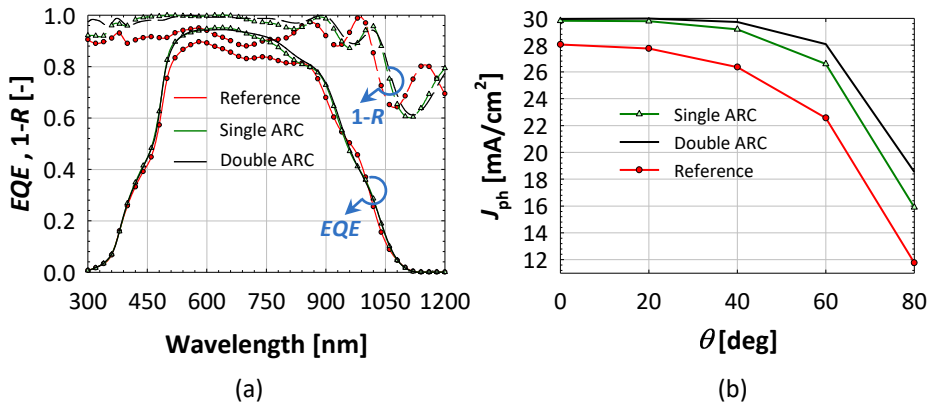 EQE, 1-R [-]
1.0
0.8
0.6
0.4
0.2
0.0
Reference
Single ARC
Double ARC
1-R
EQE
300 450 600 750 900 1050 1200
Wavelength [nm]
(a)
J_ph [mA/cm²]
30
28
26
24
22
20
18
16
14
12
Single ARC
Double ARC
Reference
0 20 40 60 80
θ [deg]
(b)